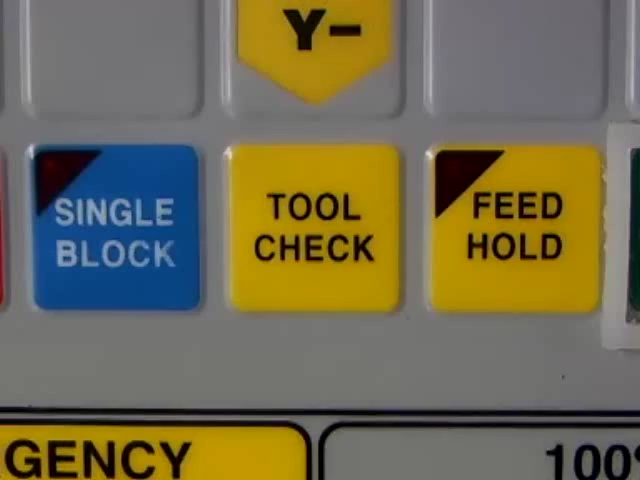 Y-
SINGLE
BLOCK
TOOL
CHECK
FEED
HOLD
GENCY
100%